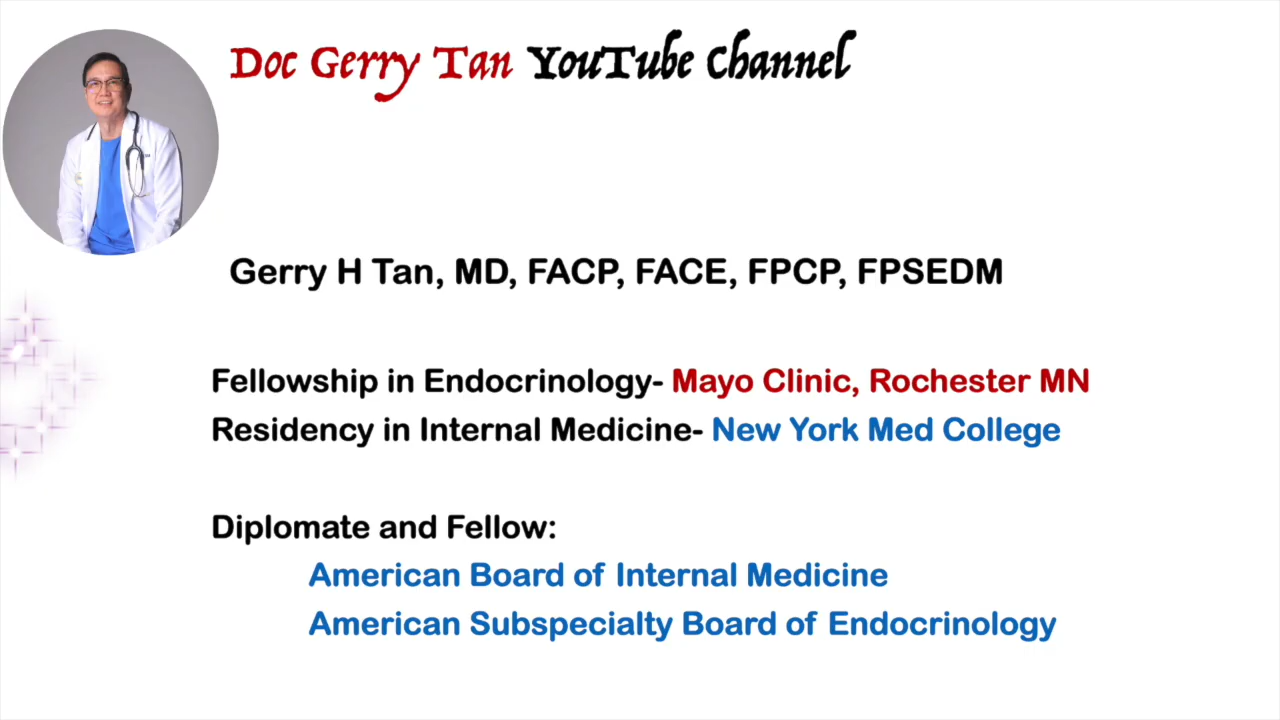 Doc Gerry Tan YouTube Channel
Gerry H Tan, MD, FACP, FACE, FPCP, FPSEDM
Fellowship in Endocrinology- Mayo Clinic, Rochester MN
Residency in Internal Medicine- New York Med College
Diplomate and Fellow:
American Board of Internal Medicine
American Subspecialty Board of Endocrinology